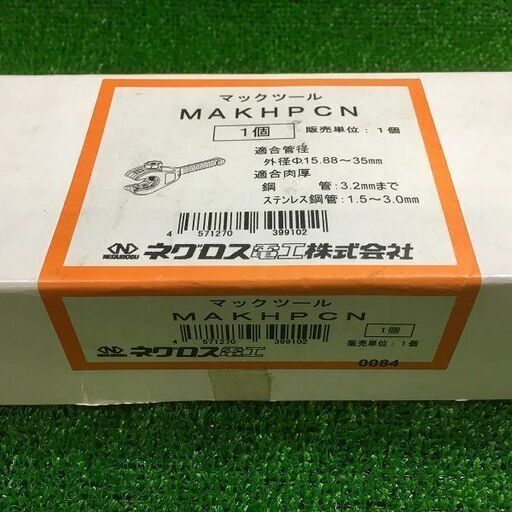 マックツール
MAKHPCN
1個 販売単位：1個
適合管径
外径Φ15.88～35mm
適合肉厚
鋼 管：3.2mmまで
ステンレス鋼管：1.5～3.0mm
4 571270 399102
NEGUROSU ネグロス電工株式会社
マックツール
MAKHPCN
1個
4 571270 399102
販売単位：1個
ネグロス電工
0084